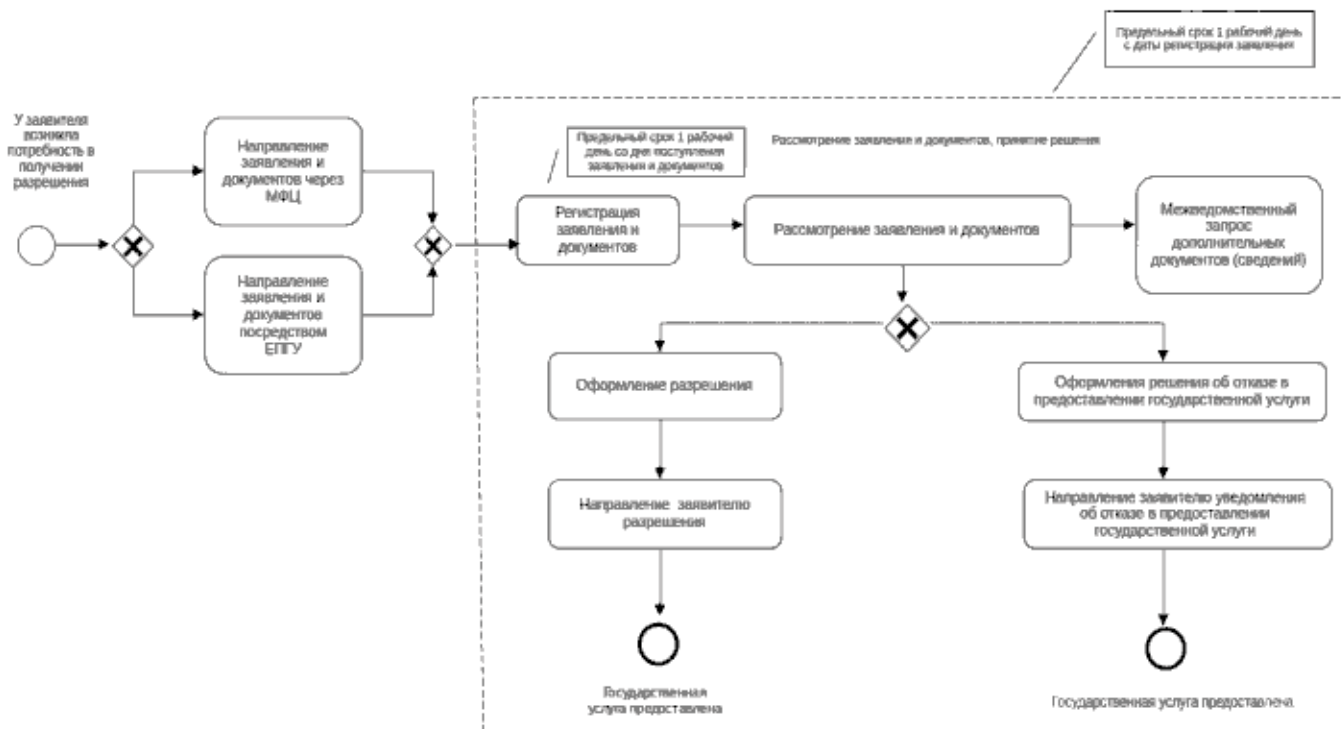 Предельный срок 1 рабочий день
с даты регистрации заявления
У заявителя
возникла
потребность в
получении
разрешения
Направление
заявления и
документов через
МФЦ
Предельный срок 1 рабочий
день со дня поступления
заявления и документов
Рассмотрение заявления и документов, принятие решения
Регистрация
заявления и
документов
Рассмотрение заявления и документов
Межведомственный
запрос
дополнительных
документов (сведений)
Направление
заявления и
документов
посредством
ЕПГУ
Оформление разрешения
Оформления решения об отказе в
предоставлении государственной услуги
Направление заявителю
разрешения
Направление заявителю уведомления
об отказе в предоставлении
государственной услуги
Государственная
услуга предоставлена
Государственная услуга предоставлена